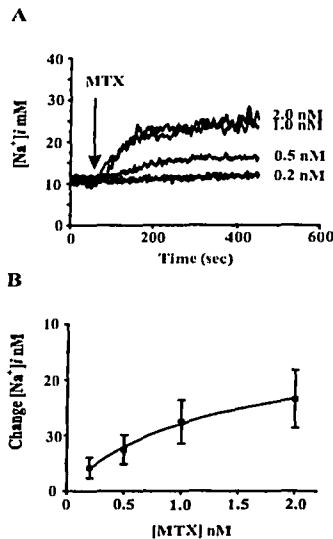 A
MTX
[Na⁺]i mM
40
30
20
10
0
2.0 nM
1.0 nM
0.5 nM
0.2 nM
0 200 400 600
Time (sec)
B
Change [Na⁺]i nM
10
20
30
0
0 0.5 1.0 1.5 2.0
[MTX] nM